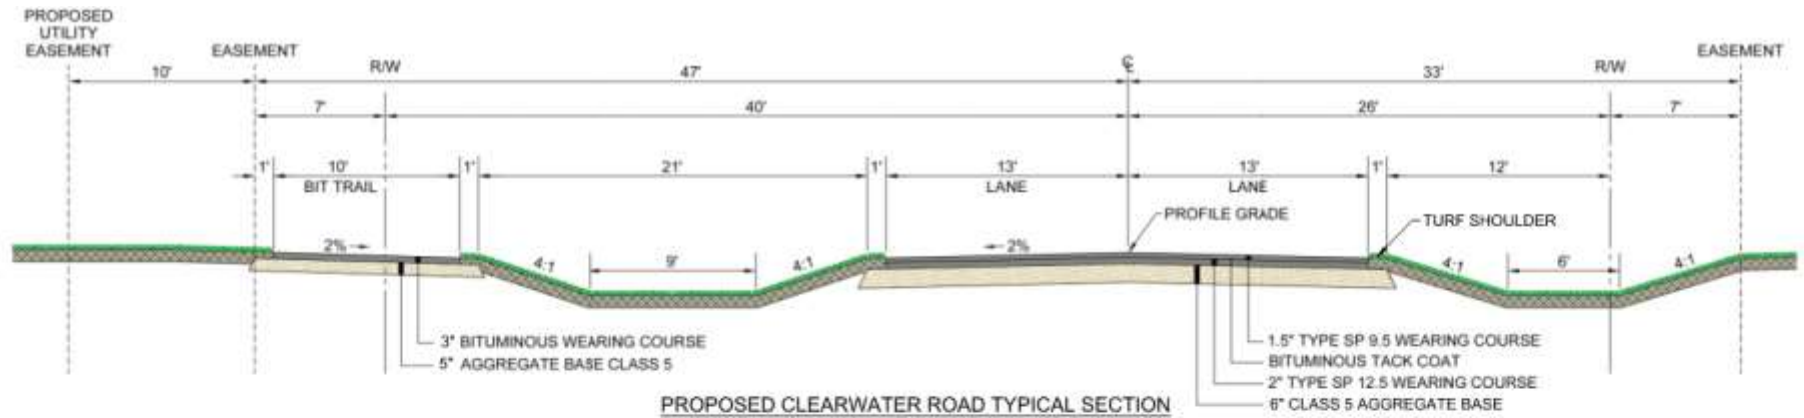 PROPOSED
UTILITY
EASEMENT
EASEMENT
R/W
℄
R/W
EASEMENT
10'
47'
33'
7'
40'
26'
7'
1'
10'
1'
21'
1'
13'
13'
1'
12'
BIT TRAIL
LANE
LANE
PROFILE GRADE
TURF SHOULDER
2%
2%
4:1
9'
4:1
4:1
6'
4:1
3" BITUMINOUS WEARING COURSE
5" AGGREGATE BASE CLASS 5
1.5" TYPE SP 9.5 WEARING COURSE
BITUMINOUS TACK COAT
2" TYPE SP 12.5 WEARING COURSE
6" CLASS 5 AGGREGATE BASE
PROPOSED CLEARWATER ROAD TYPICAL SECTION